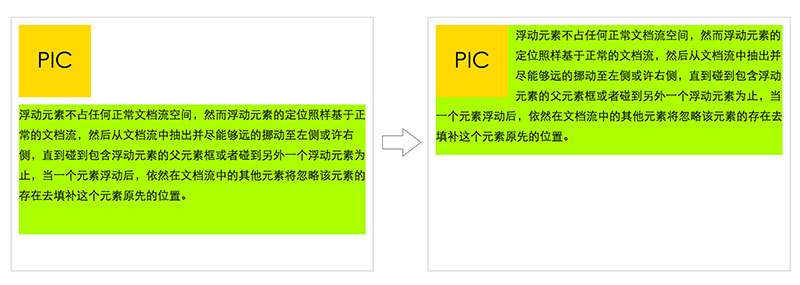 PIC
浮动元素不占任何正常文档流空间，然而浮动元素的定位照样基于正
常的文档流，然后从文档流中抽出并尽能够远的挪动至左侧或许右
侧，直到碰到包含浮动元素的父元素框或者碰到另外一个浮动元素为
止，当一个元素浮动后，依然在文档流中的其他元素将忽略该元素的
存在去填补这个元素原先的位置。
PIC
浮动元素不占任何正常文档流空间，然而浮动元素的
定位照样基于正常的文档流，然后从文档流中抽出并
尽能够远的挪动至左侧或许右侧，直到碰到包含浮动
元素的父元素框或者碰到另外一个浮动元素为止，当
一个元素浮动后，依然在文档流中的其他元素将忽略该元素的存在去
填补这个元素原先的位置。